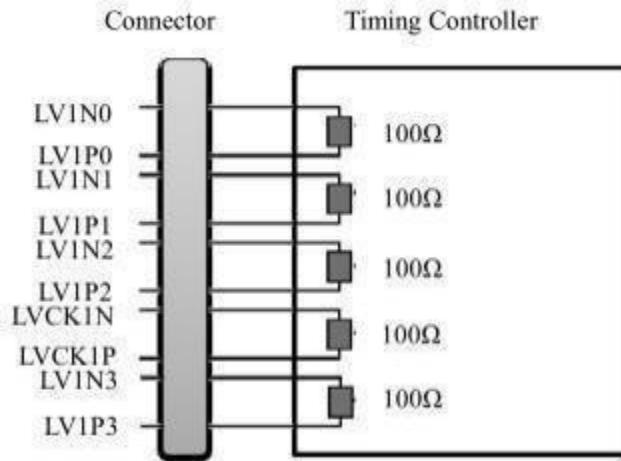 Connector Timing Controller
LV1N0
100Ω
LV1P0
LV1N1
100Ω
LV1P1
LV1N2
100Ω
LV1P2
LVCK1N
100Ω
LVCK1P
LV1N3
100Ω
LV1P3